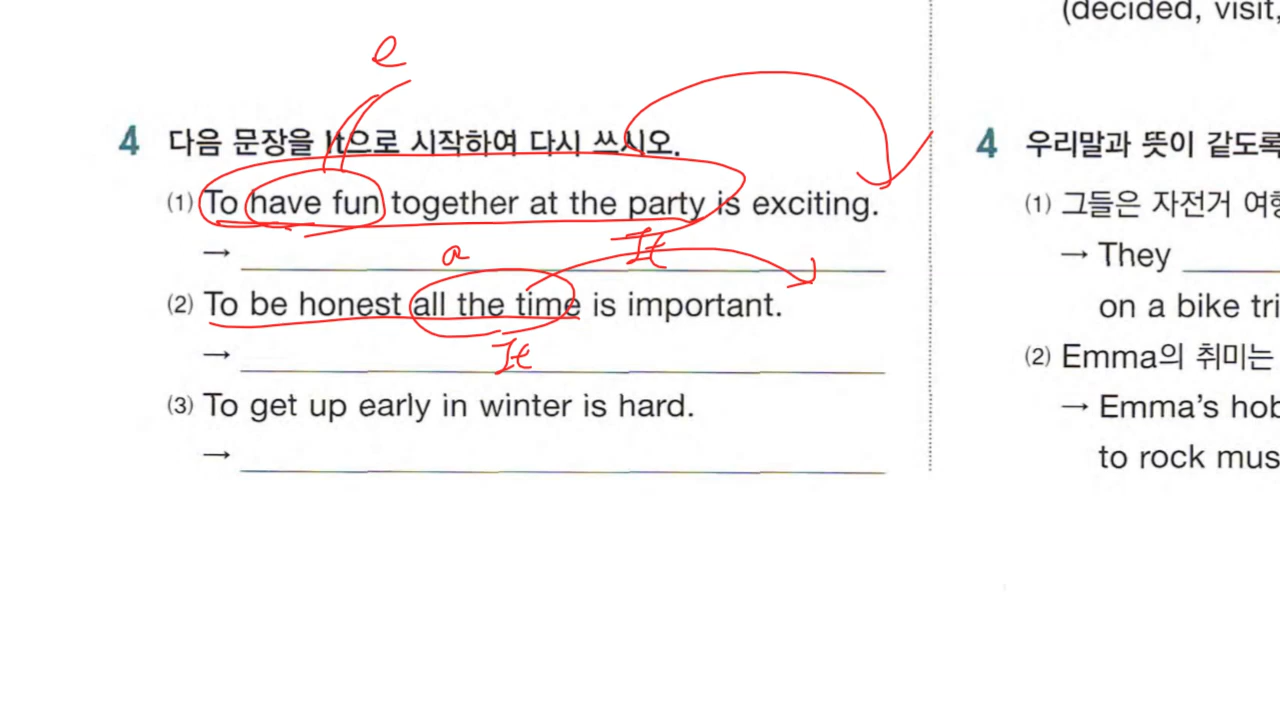 (decided, visit,
4 다음 문장을 It으로 시작하여 다시 쓰시오.
e
(1) To have fun together at the party is exciting.
→
a
It
(2) To be honest all the time is important.
→
It
(3) To get up early in winter is hard.
→
4 우리말과 뜻이 같도록
(1) 그들은 자전거 여행
→ They
on a bike tri
(2) Emma의 취미는
→ Emma's hob
to rock mus